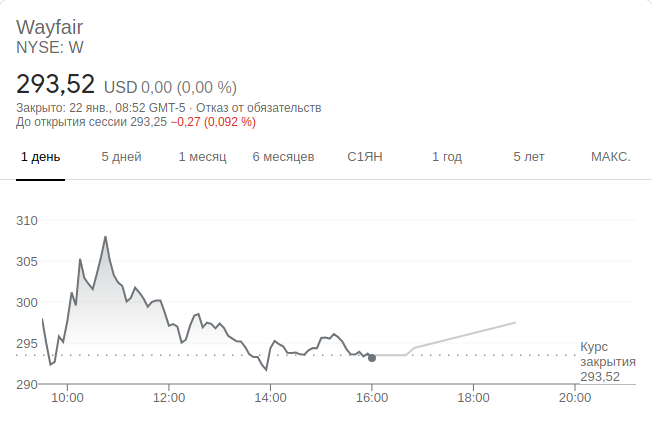 Wayfair
NYSE: W
293,52 USD 0,00 (0,00 %)
Закрыто: 22 янв., 08:52 GMT-5 · Отказ от обязательств
До открытия сессии 293,25 −0,27 (0,092 %)
1 день 5 дней 1 месяц 6 месяцев С1ЯН 1 год 5 лет МАКС.
310
305
300
295
290
Курс
закрытия
293,52
10:00 12:00 14:00 16:00 18:00 20:00